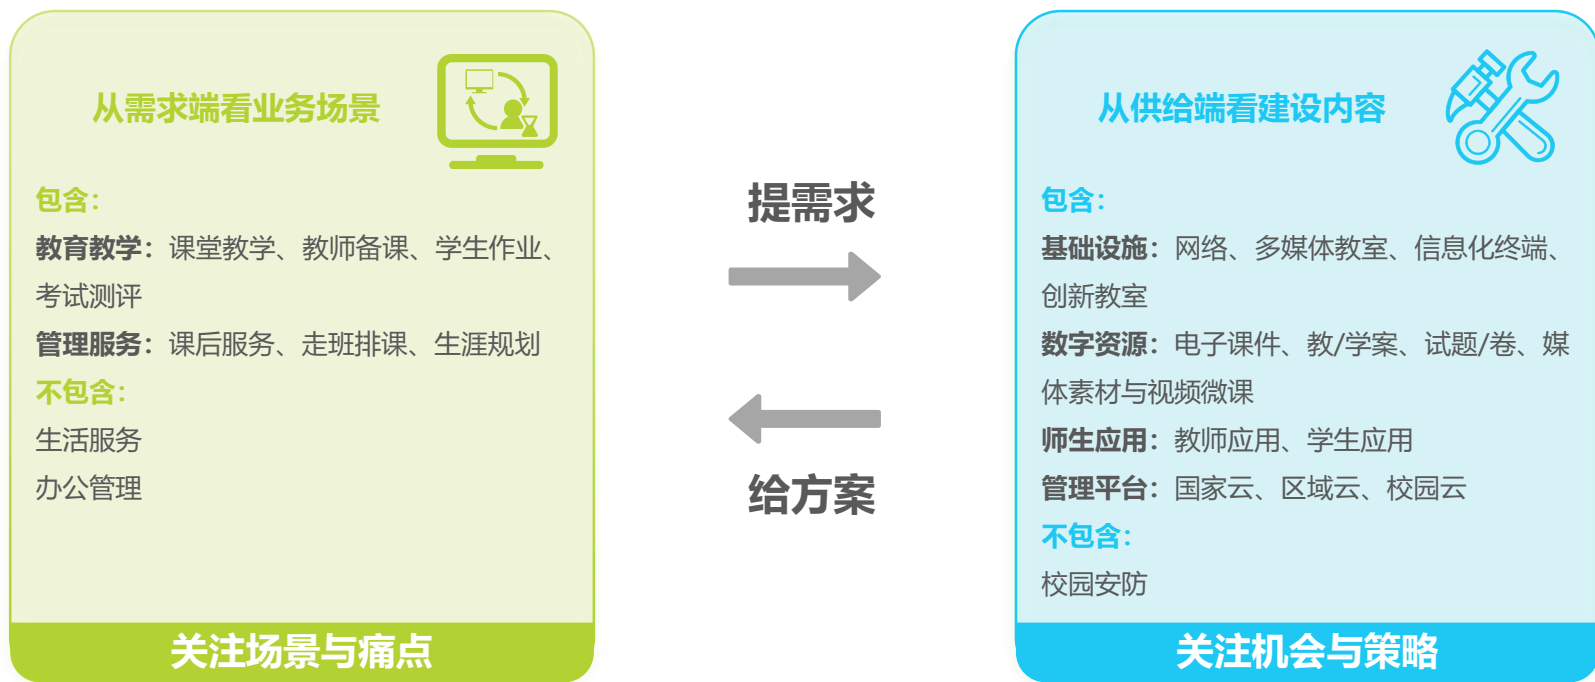 从需求端看业务场景
包含：
教育教学：课堂教学、教师备课、学生作业、
考试测评
管理服务：课后服务、走班排课、生涯规划
不包含：
生活服务
办公管理
关注场景与痛点
提需求
给方案
从供给端看建设内容
包含：
基础设施：网络、多媒体教室、信息化终端、
创新教室
数字资源：电子课件、教/学案、试题/卷、媒
体素材与视频微课
师生应用：教师应用、学生应用
管理平台：国家云、区域云、校园云
不包含：
校园安防
关注机会与策略